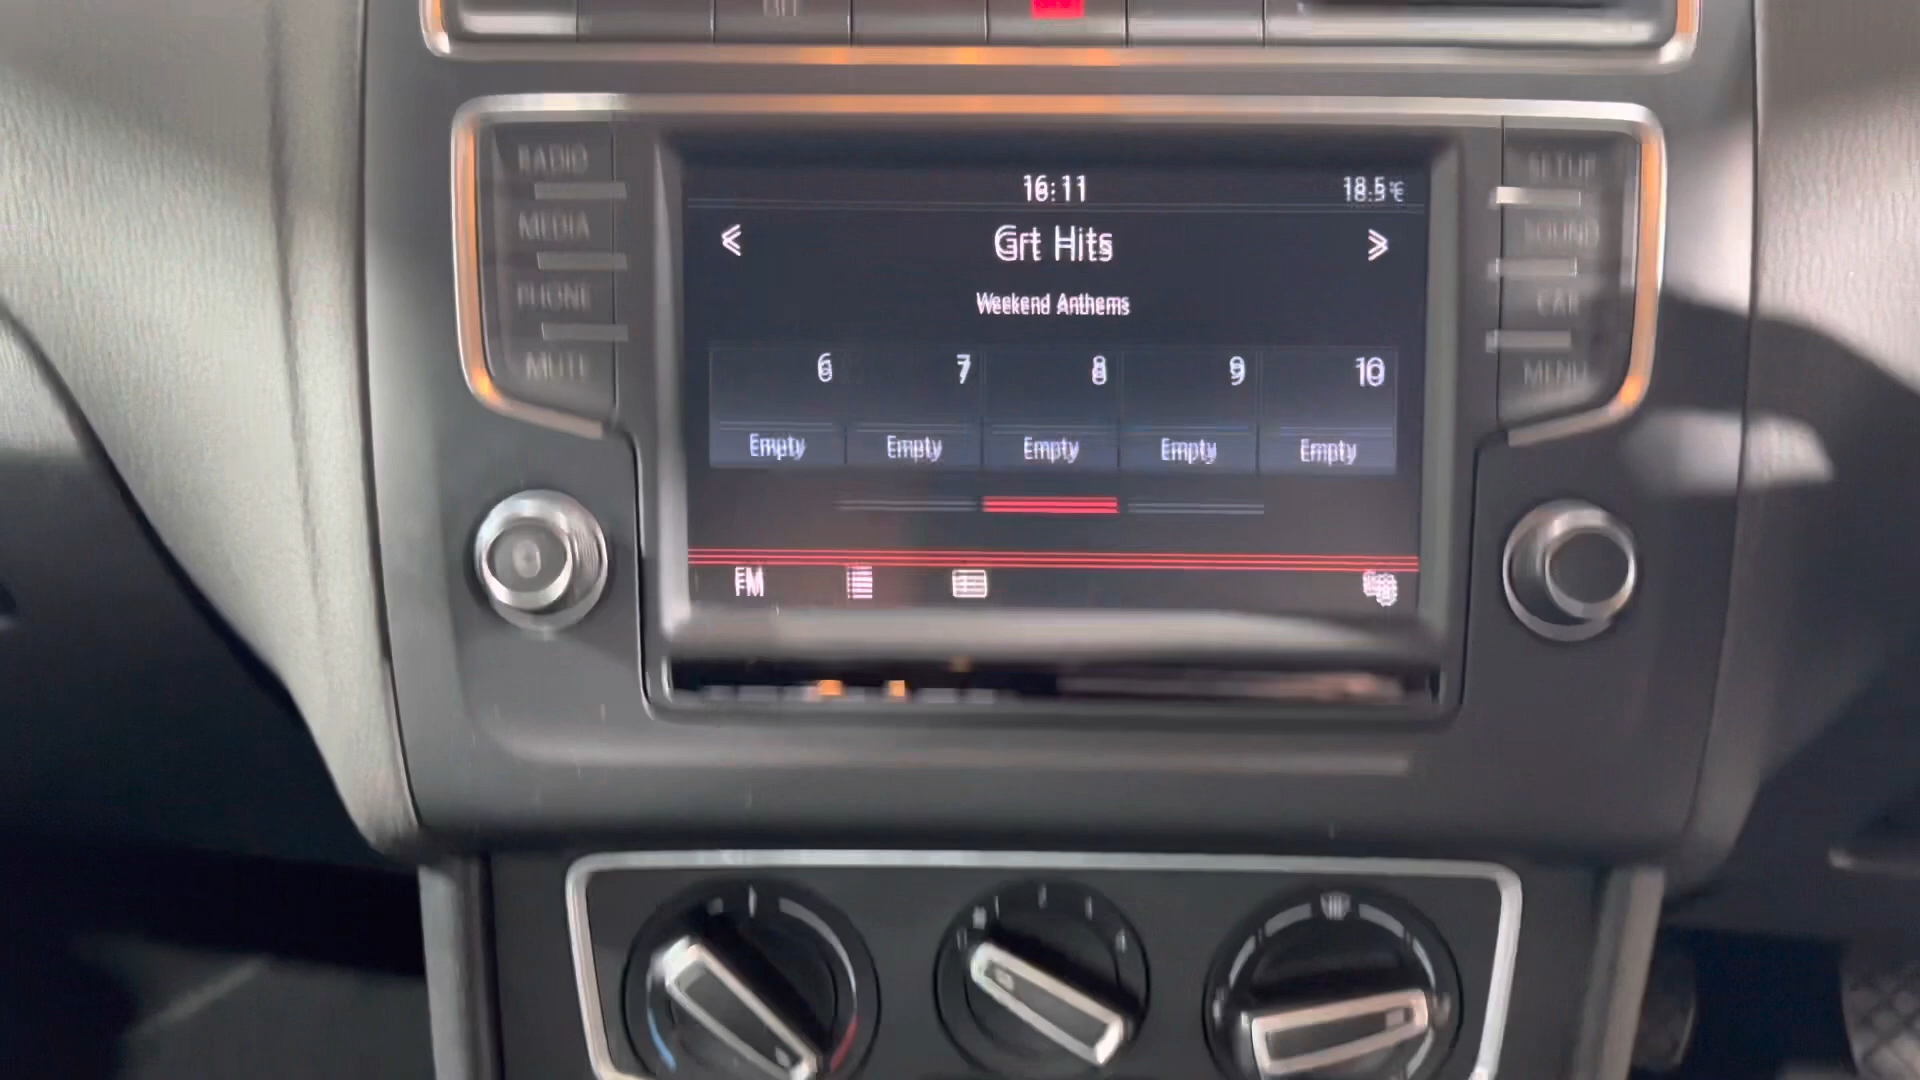 RADIO
MEDIA
PHONE
MUTE
16:11
18.5°C
< Grt Hits >
Weekend Anthems
6 7 8 9 10
Empty Empty Empty Empty Empty
FM
SETUP
SOUND
CAR
MENU